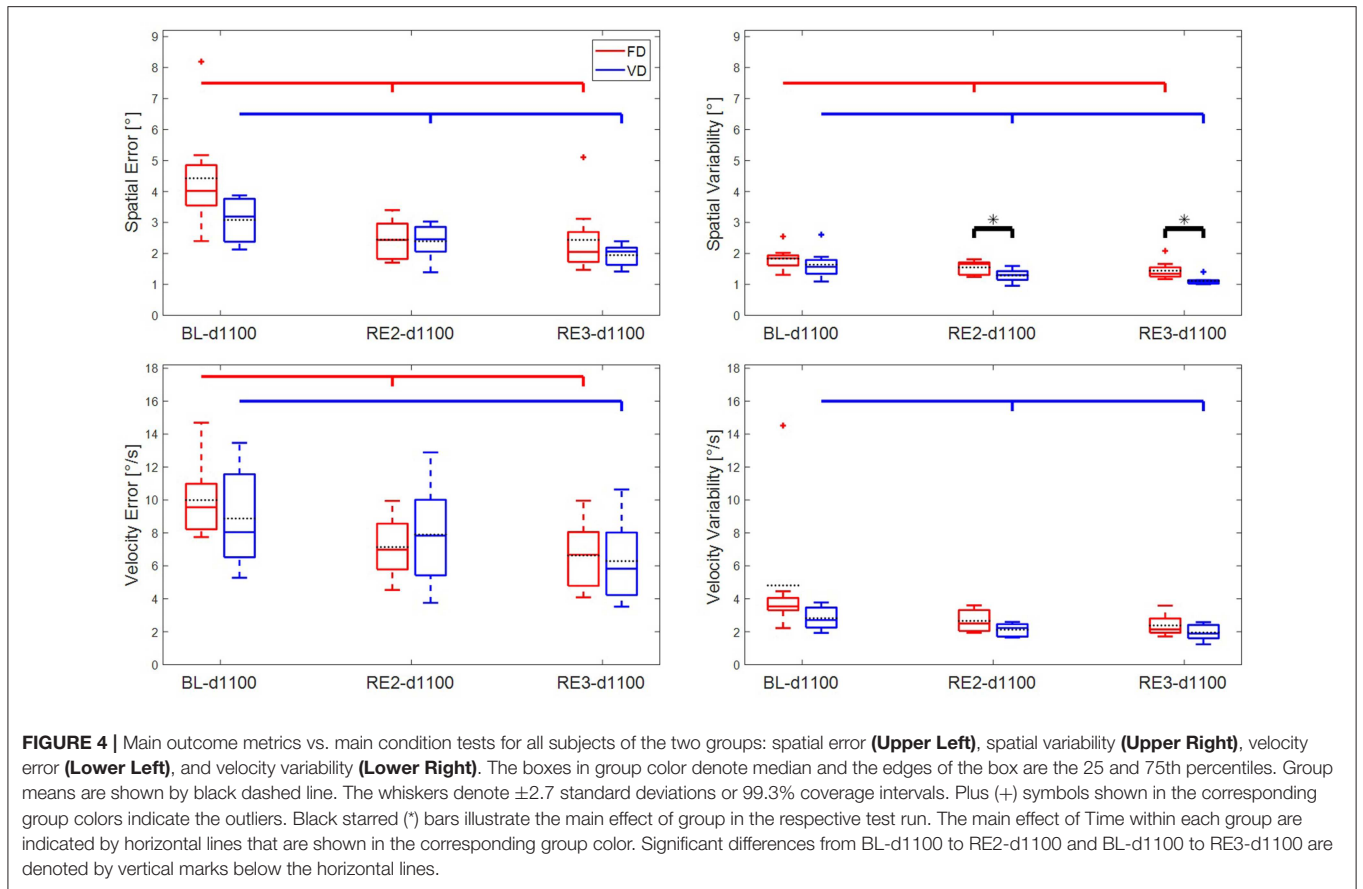 9
8
7
6
5
4
3
2
1
0
Spatial Error [°]
FD
VD
BL-d1100
RE2-d1100
RE3-d1100
9
8
7
6
5
4
3
2
1
0
Spatial Variability [°]
*
*
BL-d1100
RE2-d1100
RE3-d1100
18
16
14
12
10
8
6
4
2
0
Velocity Error [°/s]
BL-d1100
RE2-d1100
RE3-d1100
18
16
14
12
10
8
6
4
2
0
Velocity Variability [°/s]
BL-d1100
RE2-d1100
RE3-d1100
FIGURE 4 | Main outcome metrics vs. main condition tests for all subjects of the two groups: spatial error (Upper Left), spatial variability (Upper Right), velocity
error (Lower Left), and velocity variability (Lower Right). The boxes in group color denote median and the edges of the box are the 25 and 75th percentiles. Group
means are shown by black dashed line. The whiskers denote ±2.7 standard deviations or 99.3% coverage intervals. Plus (+) symbols shown in the corresponding
group colors indicate the outliers. Black starred (*) bars illustrate the main effect of group in the respective test run. The main effect of Time within each group are
indicated by horizontal lines that are shown in the corresponding group color. Significant differences from BL-d1100 to RE2-d1100 and BL-d1100 to RE3-d1100 are
denoted by vertical marks below the horizontal lines.